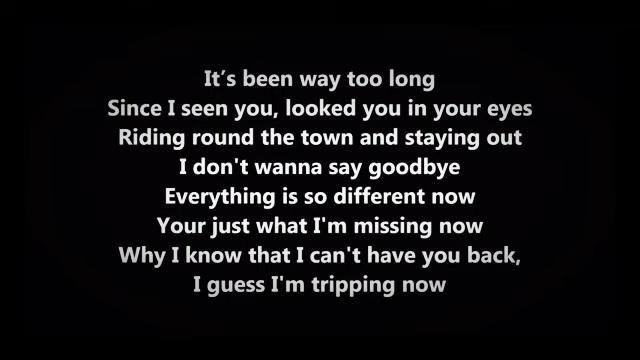 It’s been way too long
Since I seen you, looked you in your eyes
Riding round the town and staying out
I don't wanna say goodbye
Everything is so different now
Your just what I'm missing now
Why I know that I can't have you back,
I guess I'm tripping now